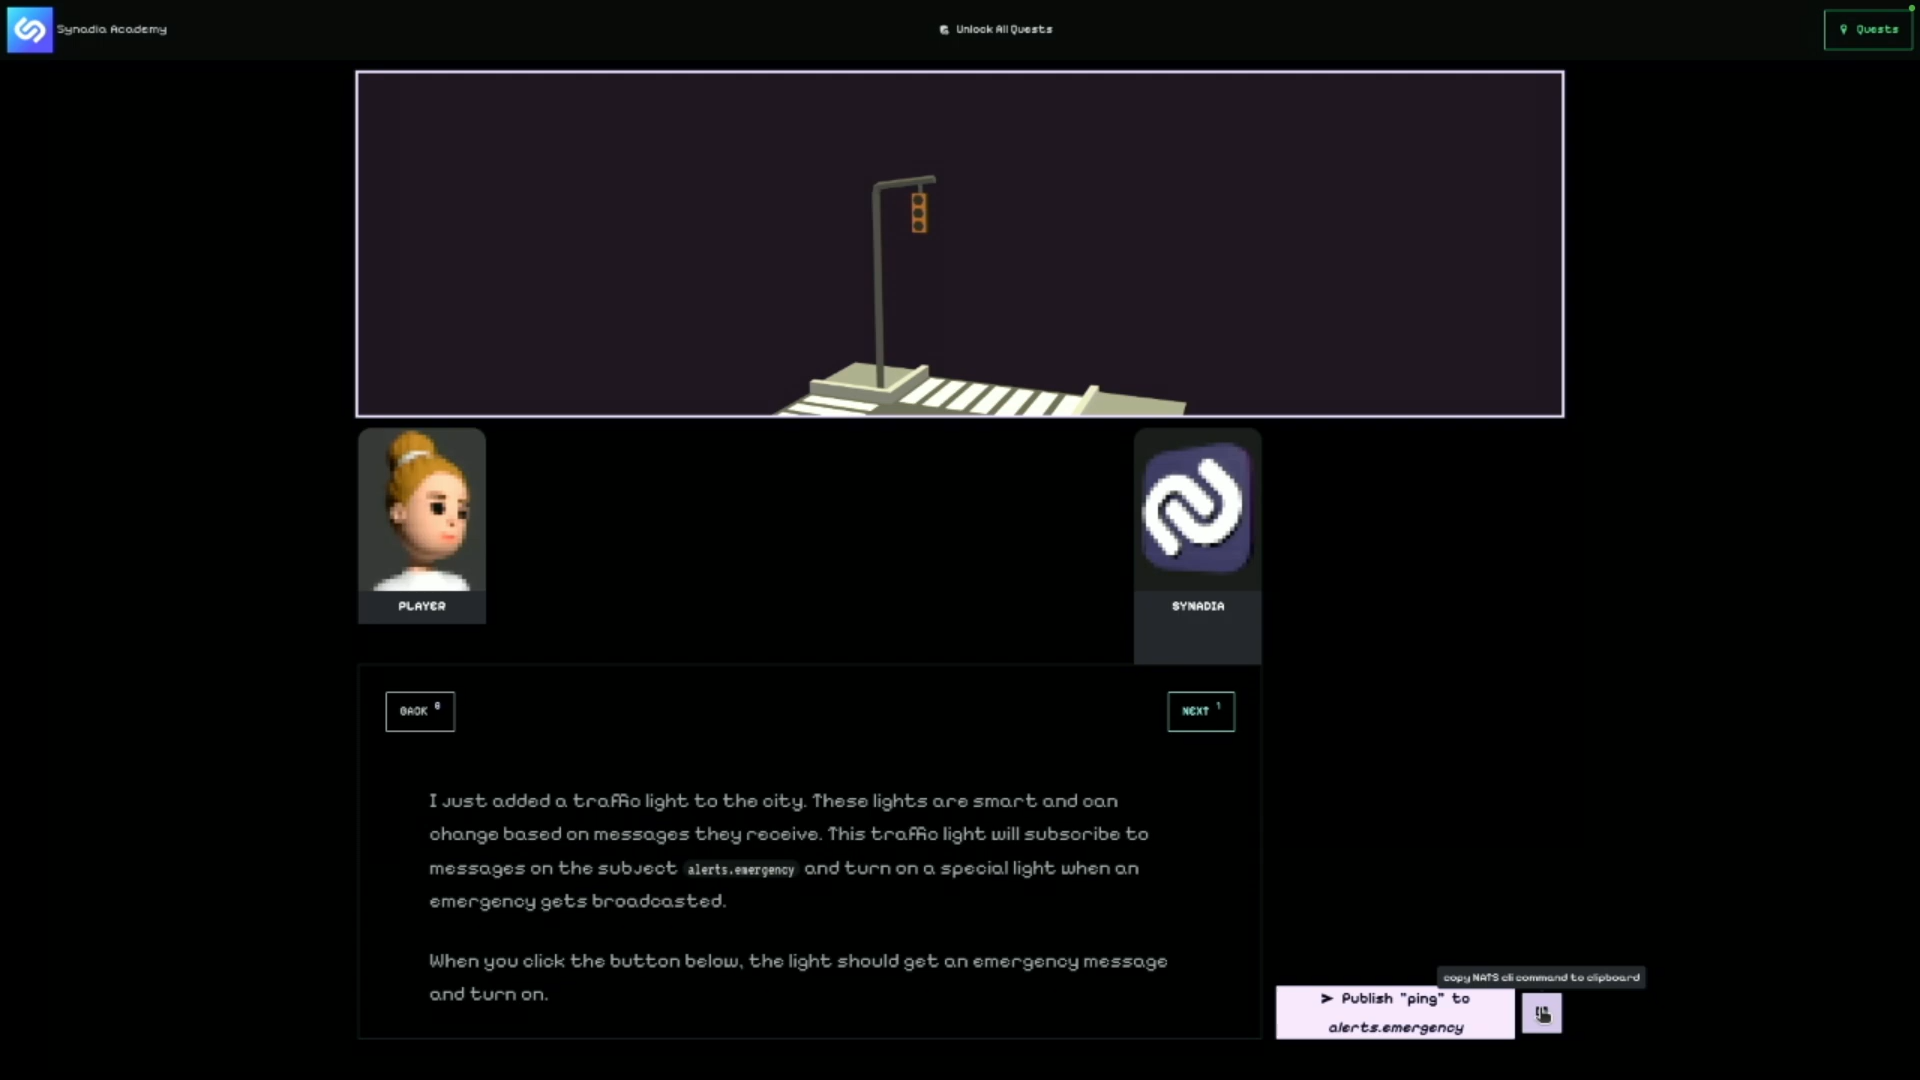 Synadia Academy
Unlock All Quests
Quests
PLAYER
SYNADIA
BACK 0
NEXT 1
I just added a traffic light to the city. These lights are smart and can
change based on messages they receive. This traffic light will subscribe to
messages on the subject alerts.emergency and turn on a special light when an
emergency gets broadcasted.
When you click the button below, the light should get an emergency message
and turn on.
copy NATS cli command to clipboard
➤ Publish "ping" to
alerts.emergency